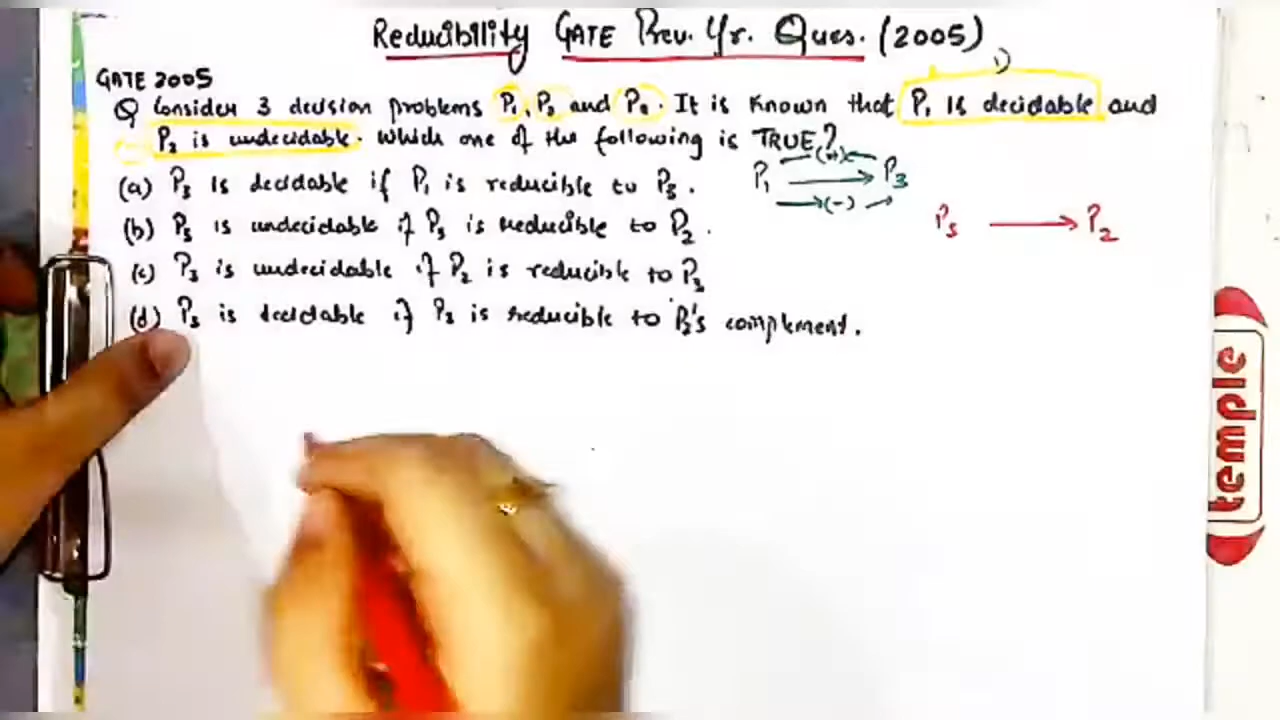 Reducibility GATE Prev. Yr. Ques. (2005)
GATE 2005
Q Consider 3 decision problems P₁, P₂ and P₃. It is known that P₁ is decidable and
P₂ is undecidable. Which one of the following is TRUE?
(a) P₃ is decidable if P₁ is reducible to P₃.
(b) P₃ is undecidable if P₃ is reducible to P₂.
(c) P₃ is undecidable if P₂ is reducible to P₃
(d) P₃ is decidable if P₃ is reducible to P₂'s complement.
(+)
P₁ → P₃
→(-)→
P₃ → P₂
temple